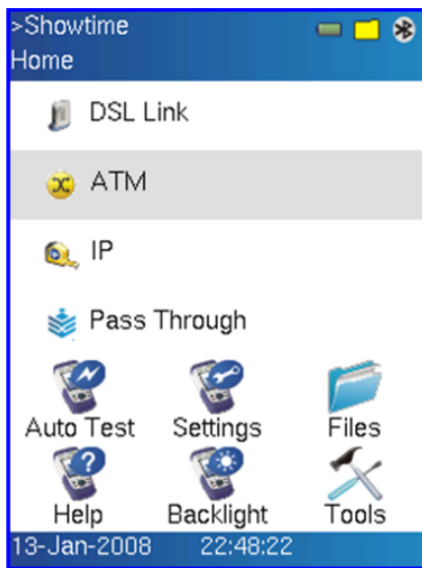 >Showtime
Home
DSL Link
ATM
IP
Pass Through
Auto Test Settings Files
Help Backlight Tools
13-Jan-2008 22:48:22